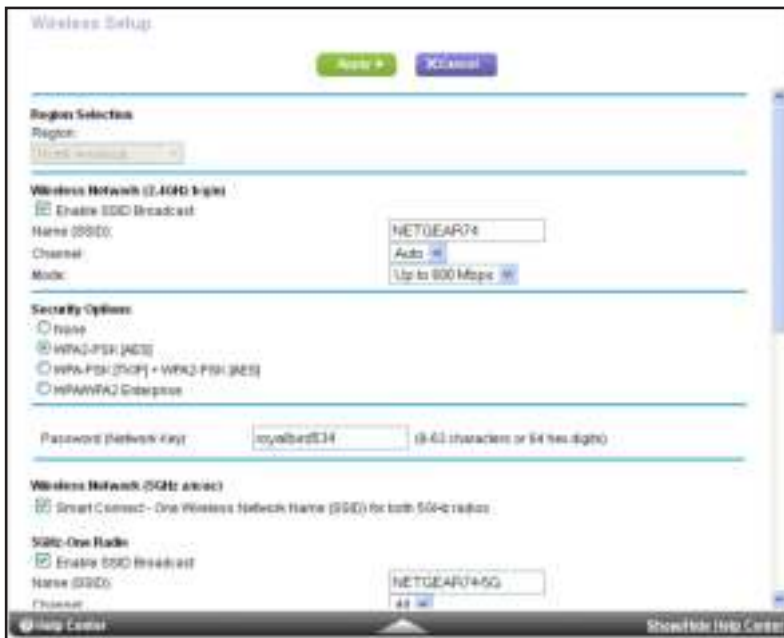 Wireless Setup
Apply ▶ X Cancel
Region Selection
Region:
North America
Wireless Network (2.4GHz b/g/n)
Enable SSID Broadcast
Name (SSID): NETGEAR74
Channel: Auto
Mode: Up to 600 Mbps
Security Options
None
WPA2-PSK [AES]
WPA-PSK [TKIP] + WPA2-PSK [AES]
WPA/WPA2 Enterprise
Password (Network Key): royalbird534 (8-63 characters or 64 hex digits)
Wireless Network (5GHz a/n/ac)
Smart Connect - One Wireless Network Name (SSID) for both 5GHz radios
5GHz-One Radio
Enable SSID Broadcast
Name (SSID): NETGEAR74-5G
Channel: All
Help Center Show/Hide Help Center